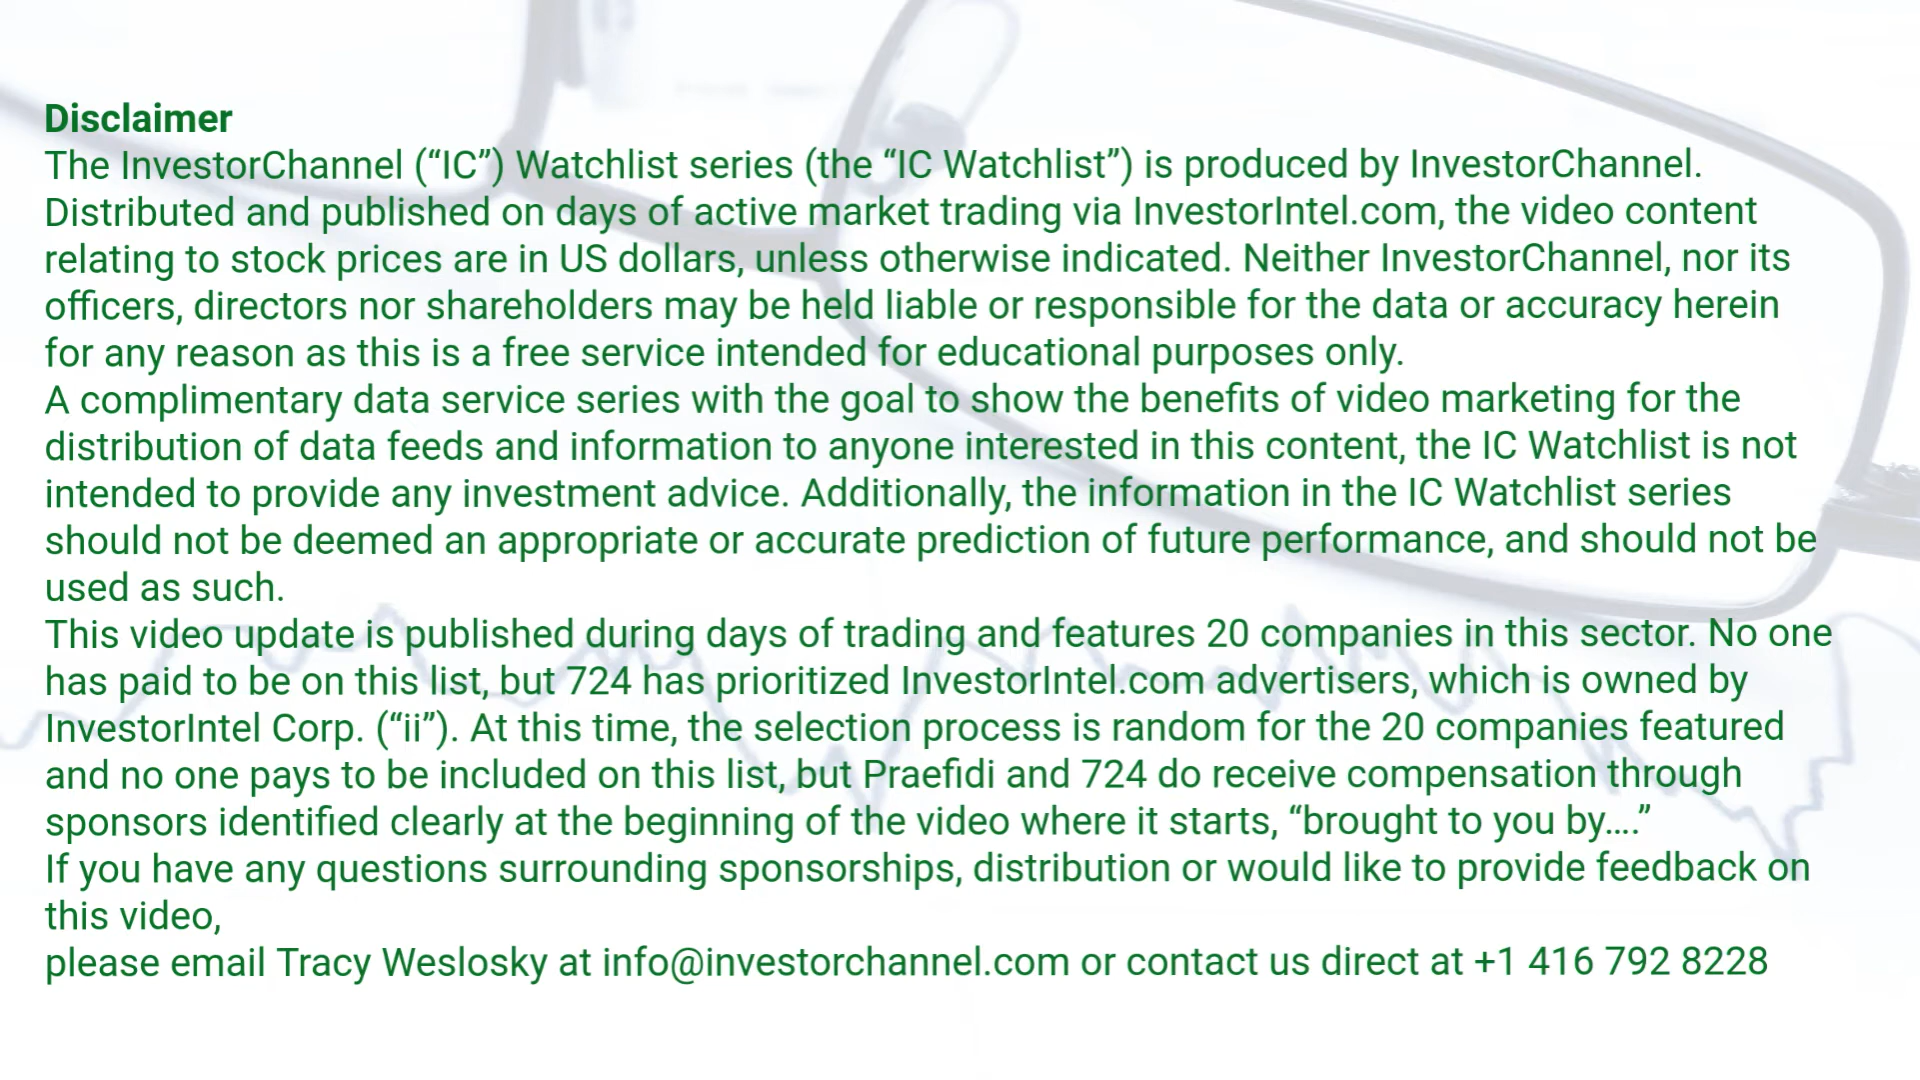 Disclaimer
The InvestorChannel (“IC”) Watchlist series (the “IC Watchlist”) is produced by InvestorChannel.
Distributed and published on days of active market trading via InvestorIntel.com, the video content
relating to stock prices are in US dollars, unless otherwise indicated. Neither InvestorChannel, nor its
officers, directors nor shareholders may be held liable or responsible for the data or accuracy herein
for any reason as this is a free service intended for educational purposes only.
A complimentary data service series with the goal to show the benefits of video marketing for the
distribution of data feeds and information to anyone interested in this content, the IC Watchlist is not
intended to provide any investment advice. Additionally, the information in the IC Watchlist series
should not be deemed an appropriate or accurate prediction of future performance, and should not be
used as such.
This video update is published during days of trading and features 20 companies in this sector. No one
has paid to be on this list, but 724 has prioritized InvestorIntel.com advertisers, which is owned by
InvestorIntel Corp. (“ii”). At this time, the selection process is random for the 20 companies featured
and no one pays to be included on this list, but Praefidi and 724 do receive compensation through
sponsors identified clearly at the beginning of the video where it starts, “brought to you by….”
If you have any questions surrounding sponsorships, distribution or would like to provide feedback on
this video,
please email Tracy Weslosky at info@investorchannel.com or contact us direct at +1 416 792 8228